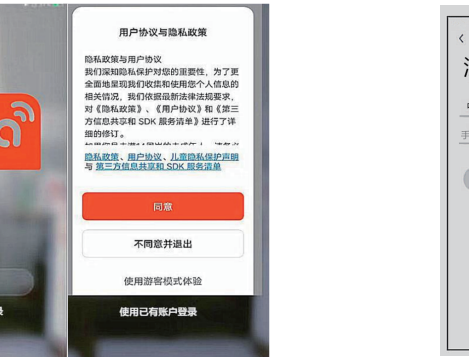 用户协议与隐私政策
隐私政策与用户协议
我们深知隐私保护对您的重要性，为了更
全面地呈现我们收集和使用您个人信息的
相关情况，我们依据最新法律法规要求，
对《隐私政策》、《用户协议》和《第三
方信息共享和 SDK 服务清单》进行了详
细的修订。
隐私政策、用户协议、儿童隐私保护声明
与 第三方信息共享和 SDK 服务清单
同意
不同意并退出
使用游客模式体验
使用已有账户登录
录
手